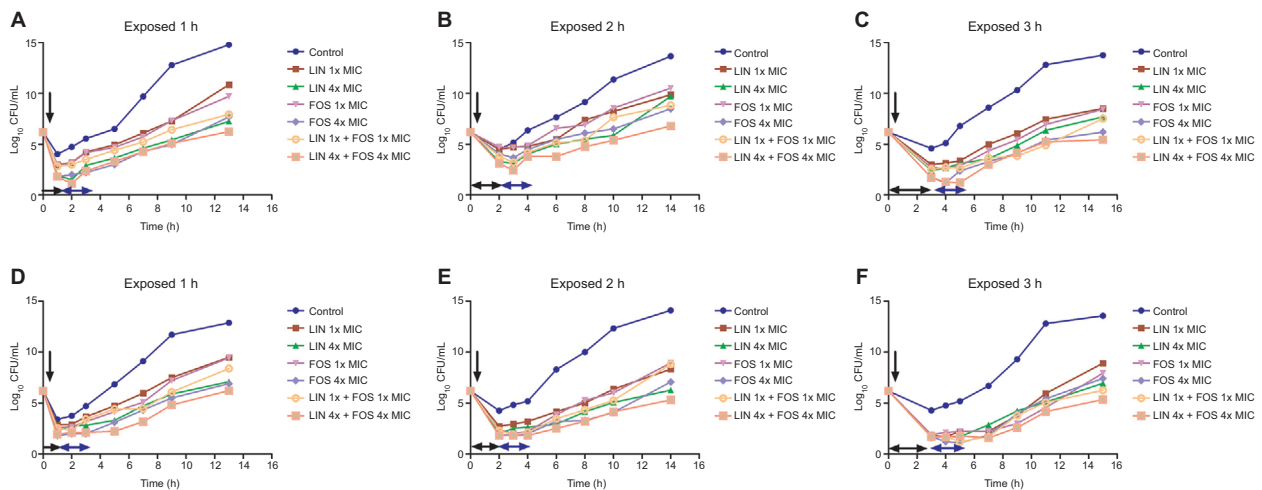 A
Exposed 1 h
Log10 CFU/mL
15
10
5
0
0 2 4 6 8 10 12 14 16
Time (h)
Control
LIN 1x MIC
LIN 4x MIC
FOS 1x MIC
FOS 4x MIC
LIN 1x + FOS 1x MIC
LIN 4x + FOS 4x MIC
B
Exposed 2 h
Log10 CFU/mL
15
10
5
0
0 2 4 6 8 10 12 14 16
Time (h)
Control
LIN 1x MIC
LIN 4x MIC
FOS 1x MIC
FOS 4x MIC
LIN 1x + FOS 1x MIC
LIN 4x + FOS 4x MIC
C
Exposed 3 h
Log10 CFU/mL
15
10
5
0
0 2 4 6 8 10 12 14 16
Time (h)
Control
LIN 1x MIC
LIN 4x MIC
FOS 1x MIC
FOS 4x MIC
LIN 1x + FOS 1x MIC
LIN 4x + FOS 4x MIC
D
Exposed 1 h
Log10 CFU/mL
15
10
5
0
0 2 4 6 8 10 12 14 16
Time (h)
Control
LIN 1x MIC
LIN 4x MIC
FOS 1x MIC
FOS 4x MIC
LIN 1x + FOS 1x MIC
LIN 4x + FOS 4x MIC
E
Exposed 2 h
Log10 CFU/mL
15
10
5
0
0 2 4 6 8 10 12 14 16
Time (h)
Control
LIN 1x MIC
LIN 4x MIC
FOS 1x MIC
FOS 4x MIC
LIN 1x + FOS 1x MIC
LIN 4x + FOS 4x MIC
F
Exposed 3 h
Log10 CFU/mL
15
10
5
0
0 2 4 6 8 10 12 14 16
Time (h)
Control
LIN 1x MIC
LIN 4x MIC
FOS 1x MIC
FOS 4x MIC
LIN 1x + FOS 1x MIC
LIN 4x + FOS 4x MIC